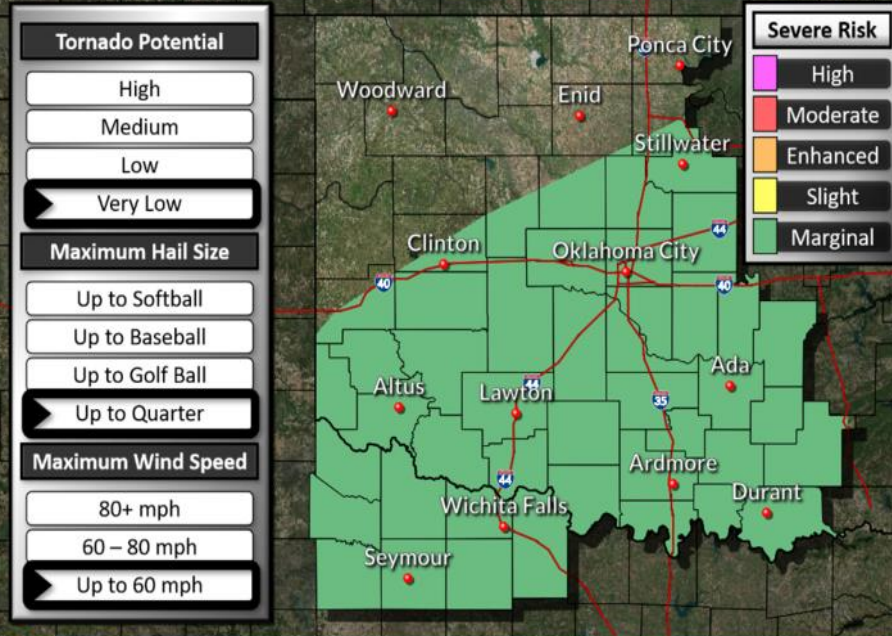 Tornado Potential
High
Medium
Low
Very Low
Maximum Hail Size
Up to Softball
Up to Baseball
Up to Golf Ball
Up to Quarter
Maximum Wind Speed
80+ mph
60 – 80 mph
Up to 60 mph
Ponca City
Woodward
Enid
Stillwater
44
Clinton
Oklahoma City
40
40
Ada
44
Altus
Lawton
35
Ardmore
44
Durant
Wichita Falls
Seymour
Severe Risk
High
Moderate
Enhanced
Slight
Marginal